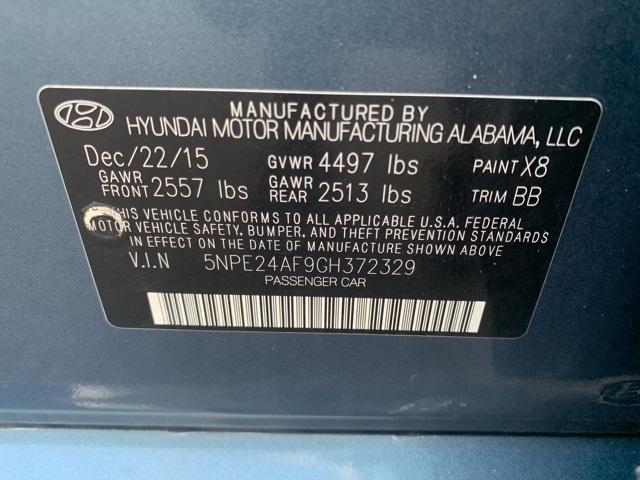 MANUFACTURED BY
HYUNDAI MOTOR MANUFACTURING ALABAMA, LLC
Dec/22/15 GVWR 4497 lbs PAINT X8
GAWR FRONT 2557 lbs GAWR REAR 2513 lbs TRIM BB
THIS VEHICLE CONFORMS TO ALL APPLICABLE U.S.A. FEDERAL
MOTOR VEHICLE SAFETY, BUMPER, AND THEFT PREVENTION STANDARDS
IN EFFECT ON THE DATE OF MANUFACTURE SHOWN ABOVE
V.I.N 5NPE24AF9GH372329
PASSENGER CAR